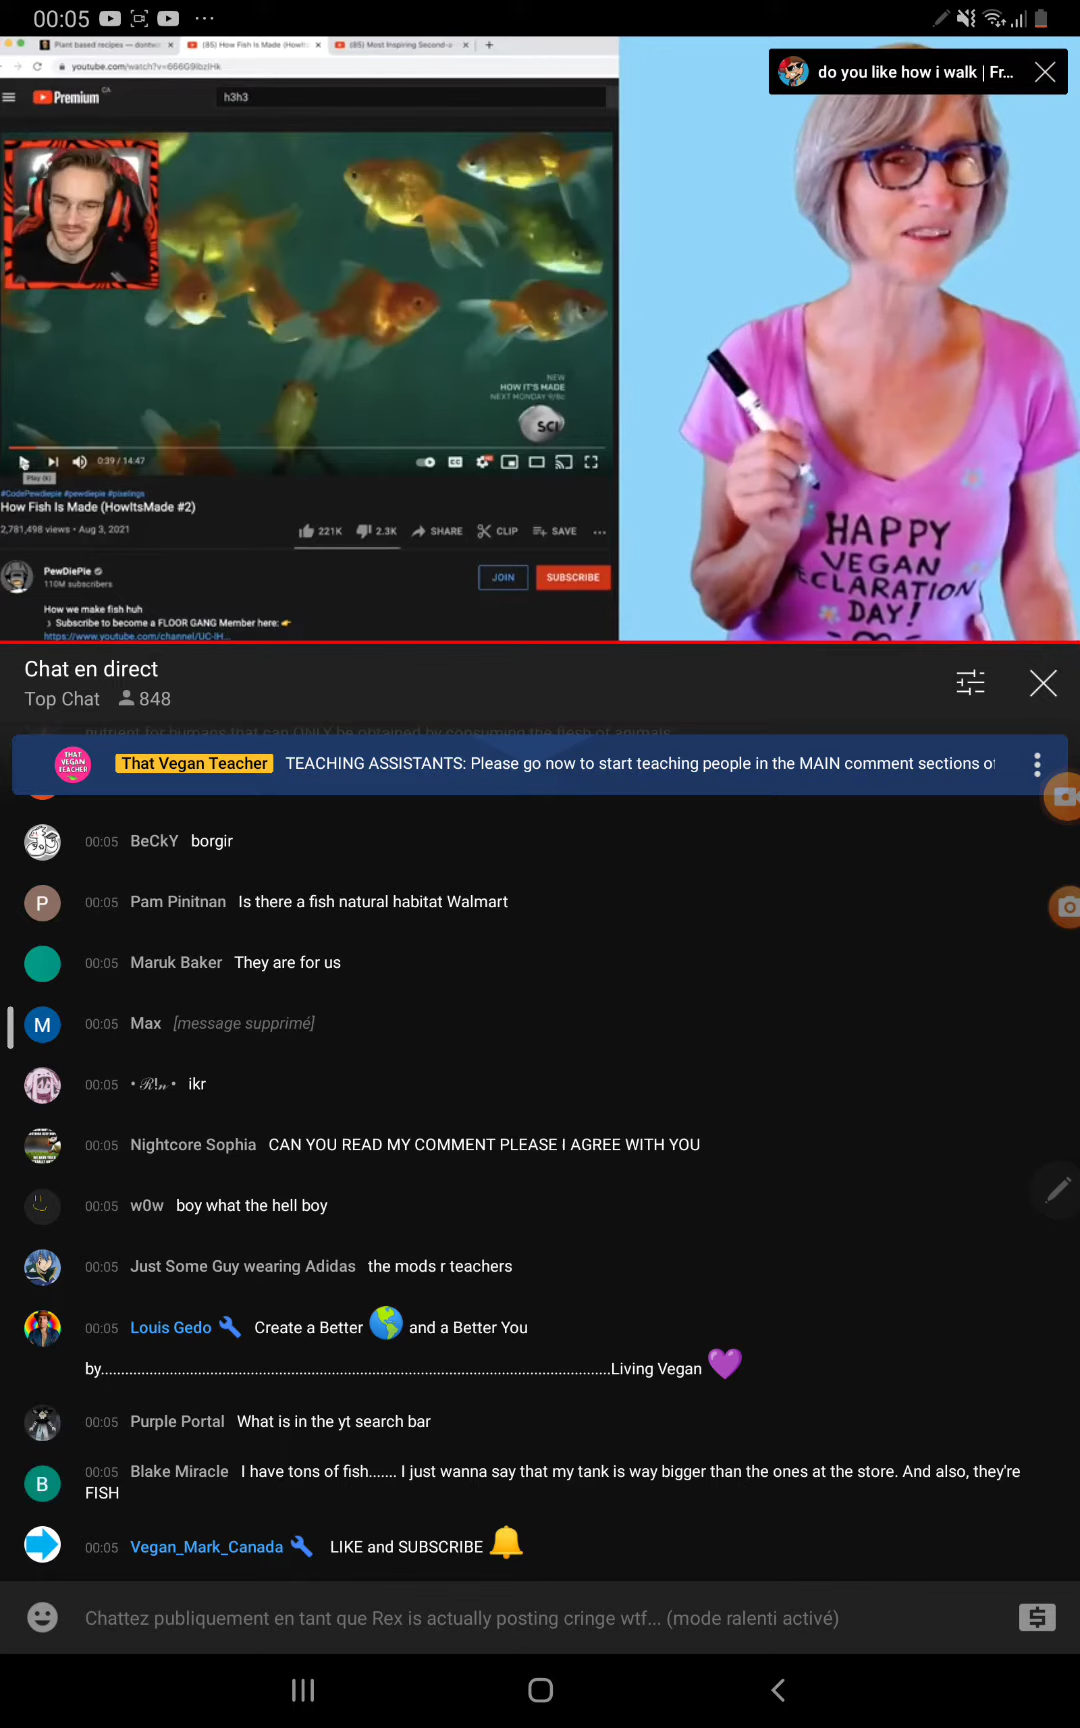 00:05
Plant based recipes — dontw
(85) How Fish Is Made (HowIts
(85) Most Inspiring Second-
youtube.com/watch?v=666G9lbzIHk
do you like how i walk | Fr...
Premium CA
h3h3
NEW
HOW IT'S MADE
NEXT MONDAY 9/8c
SCI
0:39 / 14:47
Play (k)
#CodePewdiepie #pewdiepie #pixelings
How Fish Is Made (HowItsMade #2)
2,781,498 views • Aug 3, 2021
221K 2.3K SHARE CLIP SAVE ...
PewDiePie
110M subscribers
JOIN SUBSCRIBE
How we make fish huh
Subscribe to become a FLOOR GANG Member here:
https://www.youtube.com/channel/UC-lH...
HAPPY
VEGAN
ECLARATION
DAY!
Chat en direct
Top Chat 848
nutrient for humans that can ONLY be obtained by consuming the flesh of animals
THAT VEGAN TEACHER That Vegan Teacher TEACHING ASSISTANTS: Please go now to start teaching people in the MAIN comment sections of
00:05 BeCkY borgir
P 00:05 Pam Pinitnan Is there a fish natural habitat Walmart
00:05 Maruk Baker They are for us
M 00:05 Max [message supprimé]
00:05 • ℛ!𝓃 • ikr
00:05 Nightcore Sophia CAN YOU READ MY COMMENT PLEASE I AGREE WITH YOU
00:05 w0w boy what the hell boy
00:05 Just Some Guy wearing Adidas the mods r teachers
00:05 Louis Gedo Create a Better 🌎 and a Better You
by....................................................................................................................Living Vegan 💜
00:05 Purple Portal What is in the yt search bar
B 00:05 Blake Miracle I have tons of fish....... I just wanna say that my tank is way bigger than the ones at the store. And also, they're
FISH
00:05 Vegan_Mark_Canada LIKE and SUBSCRIBE 🔔
Chattez publiquement en tant que Rex is actually posting cringe wtf... (mode ralenti activé)